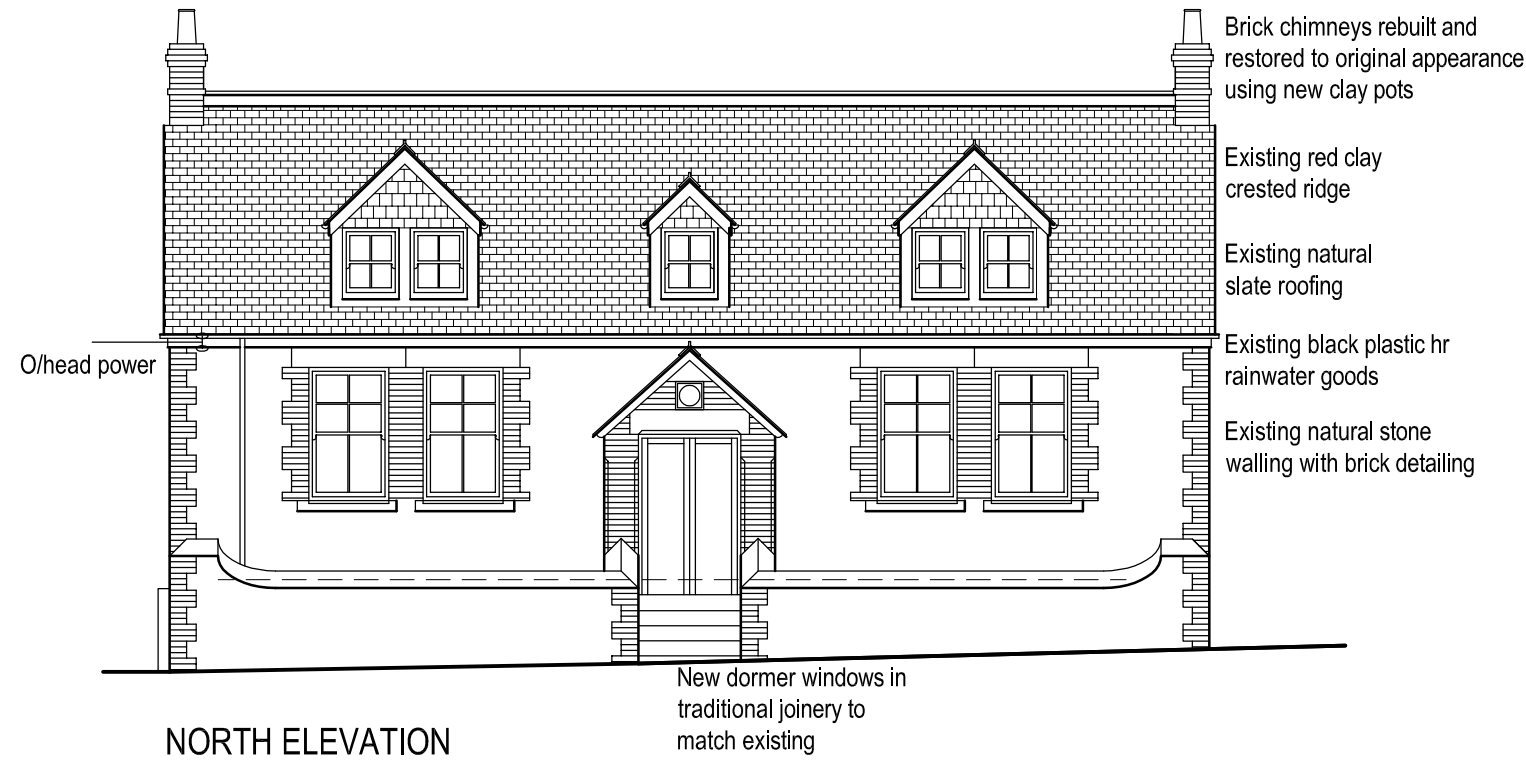 Brick chimneys rebuilt and
restored to original appearance
using new clay pots
Existing red clay
crested ridge
Existing natural
slate roofing
O/head power
Existing black plastic hr
rainwater goods
Existing natural stone
walling with brick detailing
New dormer windows in
traditional joinery to
match existing
NORTH ELEVATION